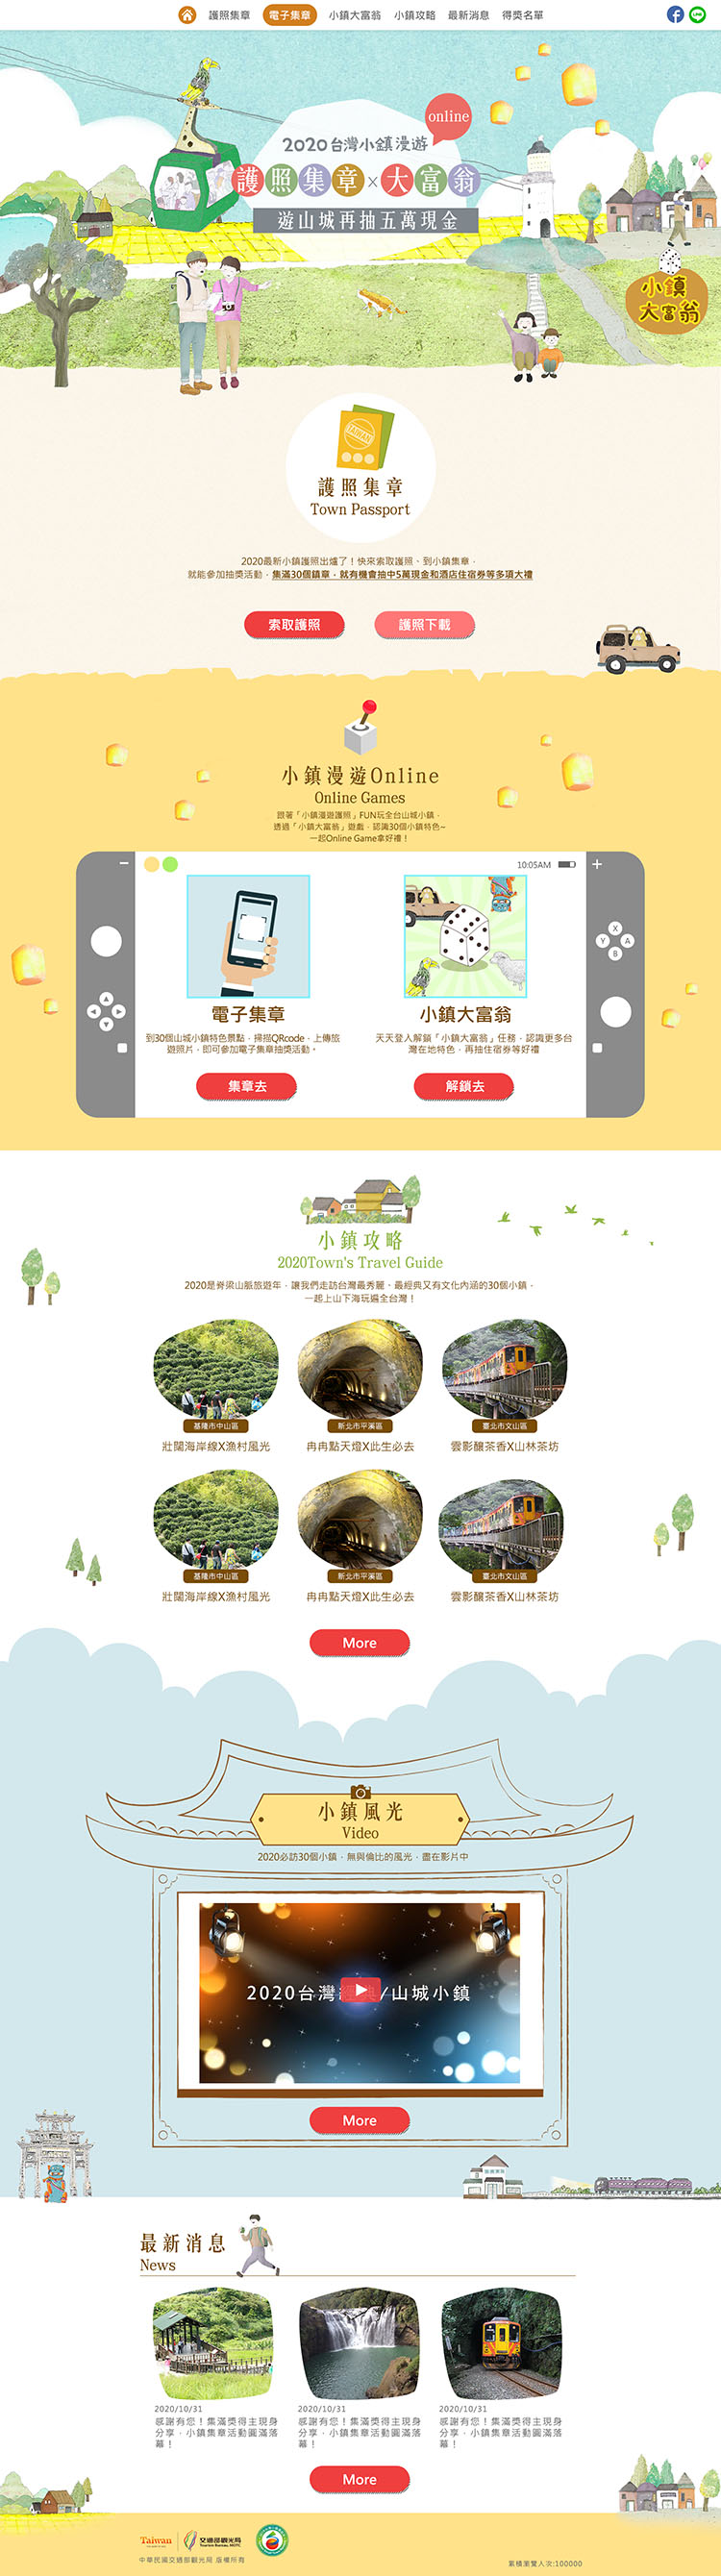 護照集章 電子集章 小鎮大富翁 小鎮攻略 最新消息 得獎名單
online
2020台灣小鎮漫遊
護照集章×大富翁
遊山城再抽五萬現金
小鎮
大富翁
TAIWAN
護照集章
Town Passport
2020最新小鎮護照出爐了！快來索取護照、到小鎮集章，
就能參加抽獎活動，集滿30個鎮章，就有機會抽中5萬現金和酒店住宿券等多項大禮
索取護照 護照下載
小鎮漫遊Online
Online Games
跟著「小鎮漫遊護照」FUN玩全台山城小鎮，
透過「小鎮大富翁」遊戲，認識30個小鎮特色~
一起Online Game拿好禮！
10:05AM
X
Y A
B
電子集章
到30個山城小鎮特色景點，掃描QRcode，上傳旅
遊照片，即可參加電子集章抽獎活動。
集章去
小鎮大富翁
天天登入解鎖「小鎮大富翁」任務，認識更多台
灣在地特色，再抽住宿券等好禮
解鎖去
小鎮攻略
2020Town's Travel Guide
2020是脊梁山脈旅遊年，讓我們走訪台灣最秀麗、最經典又有文化內涵的30個小鎮，
一起上山下海玩遍全台灣！
基隆市中山區 新北市平溪區 臺北市文山區
壯闊海岸線X漁村風光 冉冉點天燈X此生必去 雲影釀茶香X山林茶坊
基隆市中山區 新北市平溪區 臺北市文山區
壯闊海岸線X漁村風光 冉冉點天燈X此生必去 雲影釀茶香X山林茶坊
More
小鎮風光
Video
2020必訪30個小鎮，無與倫比的風光，盡在影片中
2020台灣 /山城小鎮
More
最新消息
News
2020/10/31
感謝有您！集滿獎得主現身
分享，小鎮集章活動圓滿落
幕！
2020/10/31
感謝有您！集滿獎得主現身
分享，小鎮集章活動圓滿落
幕！
2020/10/31
感謝有您！集滿獎得主現身
分享，小鎮集章活動圓滿落
幕！
More
Taiwan
交通部觀光局
Tourism Bureau, MOTC
中華民國交通部觀光局 版權所有
累積瀏覽人次:100000